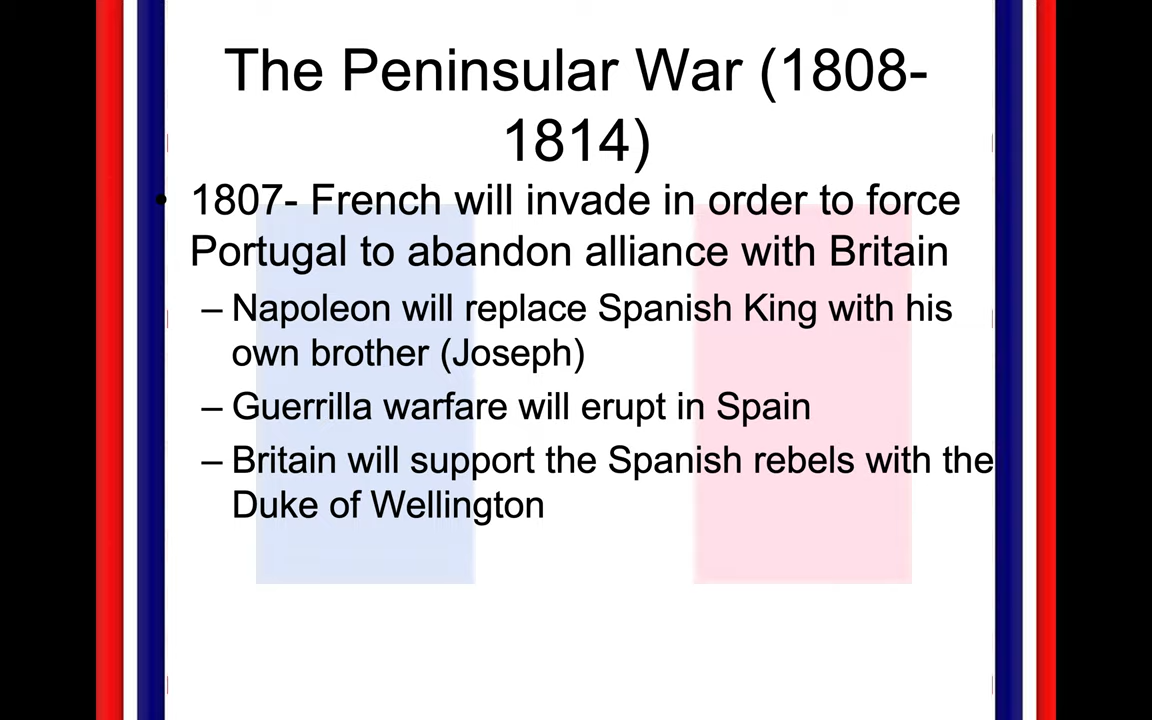 The Peninsular War (1808-
1814)
• 1807- French will invade in order to force
Portugal to abandon alliance with Britain
– Napoleon will replace Spanish King with his
own brother (Joseph)
– Guerrilla warfare will erupt in Spain
– Britain will support the Spanish rebels with the
Duke of Wellington